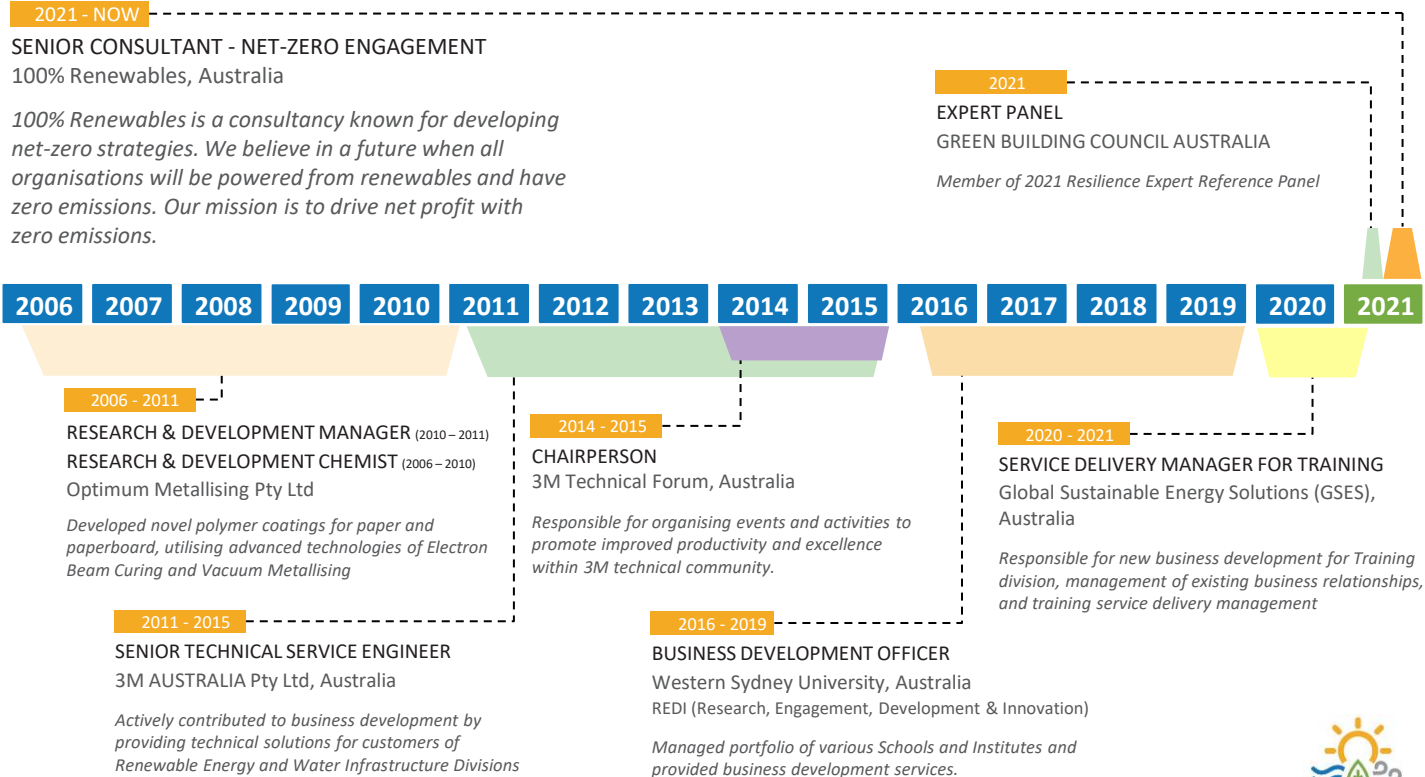 2021 - NOW
SENIOR CONSULTANT - NET-ZERO ENGAGEMENT
100% Renewables, Australia
100% Renewables is a consultancy known for developing
net-zero strategies. We believe in a future when all
organisations will be powered from renewables and have
zero emissions. Our mission is to drive net profit with
zero emissions.
2021
EXPERT PANEL
GREEN BUILDING COUNCIL AUSTRALIA
Member of 2021 Resilience Expert Reference Panel
2006 2007 2008 2009 2010 2011 2012 2013 2014 2015 2016 2017 2018 2019 2020 2021
2006 - 2011
RESEARCH & DEVELOPMENT MANAGER (2010 – 2011)
RESEARCH & DEVELOPMENT CHEMIST (2006 – 2010)
Optimum Metallising Pty Ltd
Developed novel polymer coatings for paper and
paperboard, utilising advanced technologies of Electron
Beam Curing and Vacuum Metallising
2014 - 2015
CHAIRPERSON
3M Technical Forum, Australia
Responsible for organising events and activities to
promote improved productivity and excellence
within 3M technical community.
2020 - 2021
SERVICE DELIVERY MANAGER FOR TRAINING
Global Sustainable Energy Solutions (GSES),
Australia
Responsible for new business development for Training
division, management of existing business relationships,
and training service delivery management
2011 - 2015
SENIOR TECHNICAL SERVICE ENGINEER
3M AUSTRALIA Pty Ltd, Australia
Actively contributed to business development by
providing technical solutions for customers of
Renewable Energy and Water Infrastructure Divisions
2016 - 2019
BUSINESS DEVELOPMENT OFFICER
Western Sydney University, Australia
REDI (Research, Engagement, Development & Innovation)
Managed portfolio of various Schools and Institutes and
provided business development services.